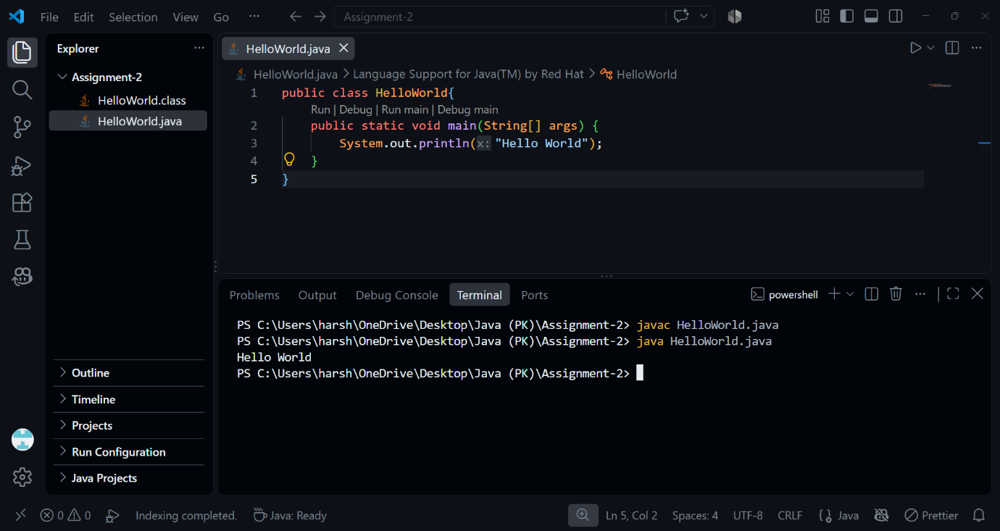 File Edit Selection View Go ··· Assignment-2
Explorer ···
Assignment-2
HelloWorld.class
HelloWorld.java
Outline
Timeline
Projects
Run Configuration
Java Projects
HelloWorld.java
HelloWorld.java > Language Support for Java(TM) by Red Hat > HelloWorld
1 public class HelloWorld{
Run | Debug | Run main | Debug main
2 public static void main(String[] args) {
3 System.out.println(x: "Hello World");
4 }
5 }
Problems Output Debug Console Terminal Ports powershell
PS C:\Users\harsh\OneDrive\Desktop\Java (PK)\Assignment-2> javac HelloWorld.java
PS C:\Users\harsh\OneDrive\Desktop\Java (PK)\Assignment-2> java HelloWorld.java
Hello World
PS C:\Users\harsh\OneDrive\Desktop\Java (PK)\Assignment-2>
0 0 Indexing completed. Java: Ready Ln 5, Col 2 Spaces: 4 UTF-8 CRLF {} Java Prettier